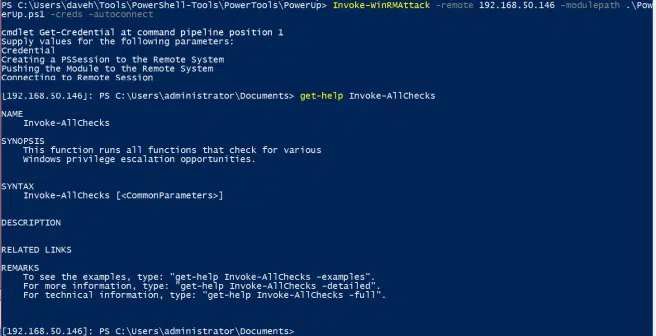 PS C:\Users\daveh\Tools\PowerShell-Tools\PowerTools\PowerUp> Invoke-WinRMAttack -remote 192.168.50.146 -modulepath .\Pow
erUp.ps1 -creds -autoconnect
cmdlet Get-Credential at command pipeline position 1
Supply values for the following parameters:
Credential
Creating a PSSession to the Remote System
Pushing the Module to the Remote System
Connecting to Remote Session
[192.168.50.146]: PS C:\Users\administrator\Documents> get-help Invoke-AllChecks
NAME
Invoke-AllChecks
SYNOPSIS
This function runs all functions that check for various
Windows privilege escalation opportunities.
SYNTAX
Invoke-AllChecks [<CommonParameters>]
DESCRIPTION
RELATED LINKS
REMARKS
To see the examples, type: "get-help Invoke-AllChecks -examples".
For more information, type: "get-help Invoke-AllChecks -detailed".
For technical information, type: "get-help Invoke-AllChecks -full".
[192.168.50.146]: PS C:\Users\administrator\Documents>